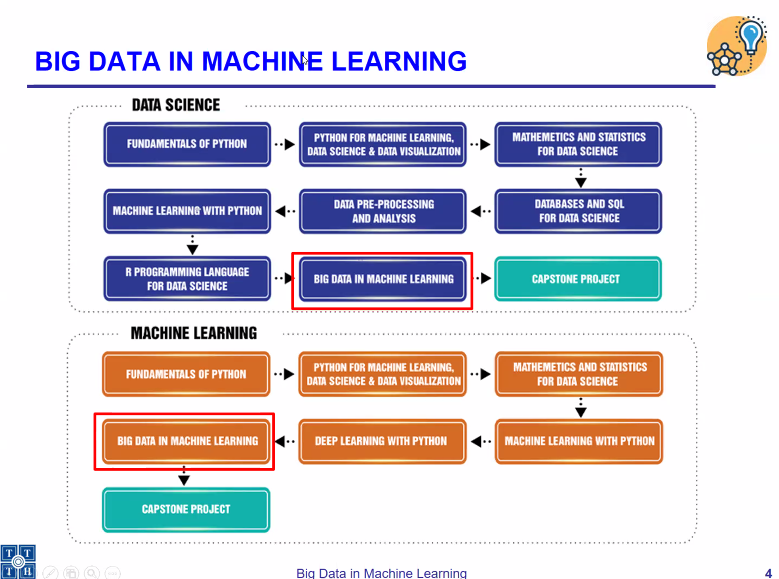 BIG DATA IN MACHINE LEARNING
DATA SCIENCE
FUNDAMENTALS OF PYTHON
PYTHON FOR MACHINE LEARNING,
DATA SCIENCE & DATA VISUALIZATION
MATHEMETICS AND STATISTICS
FOR DATA SCIENCE
MACHINE LEARNING WITH PYTHON
DATA PRE-PROCESSING
AND ANALYSIS
DATABASES AND SQL
FOR DATA SCIENCE
R PROGRAMMING LANGUAGE
FOR DATA SCIENCE
BIG DATA IN MACHINE LEARNING
CAPSTONE PROJECT
MACHINE LEARNING
FUNDAMENTALS OF PYTHON
PYTHON FOR MACHINE LEARNING,
DATA SCIENCE & DATA VISUALIZATION
MATHEMETICS AND STATISTICS
FOR DATA SCIENCE
BIG DATA IN MACHINE LEARNING
DEEP LEARNING WITH PYTHON
MACHINE LEARNING WITH PYTHON
CAPSTONE PROJECT
T T
T H
Big Data in Machine Learning
4